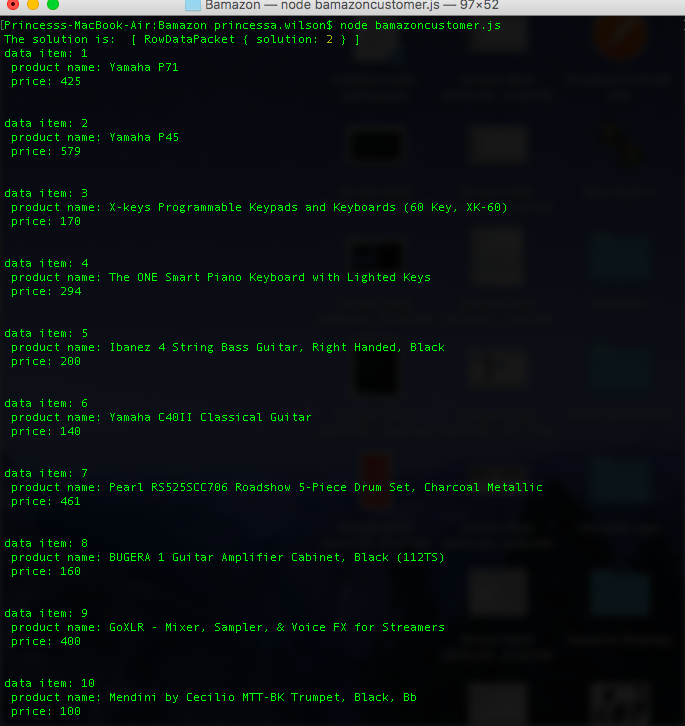 Bamazon — node bamazoncustomer.js — 97×52
[Princesss-MacBook-Air:Bamazon princessa.wilson$ node bamazoncustomer.js
The solution is:  [ RowDataPacket { solution: 2 } ]
data item: 1
product name: Yamaha P71
price: 425
data item: 2
product name: Yamaha P45
price: 579
data item: 3
product name: X-keys Programmable Keypads and Keyboards (60 Key, XK-60)
price: 170
data item: 4
product name: The ONE Smart Piano Keyboard with Lighted Keys
price: 294
data item: 5
product name: Ibanez 4 String Bass Guitar, Right Handed, Black
price: 200
data item: 6
product name: Yamaha C40II Classical Guitar
price: 140
data item: 7
product name: Pearl RS525SCC706 Roadshow 5-Piece Drum Set, Charcoal Metallic
price: 461
data item: 8
product name: BUGERA 1 Guitar Amplifier Cabinet, Black (112TS)
price: 160
data item: 9
product name: GoXLR - Mixer, Sampler, & Voice FX for Streamers
price: 400
data item: 10
product name: Mendini by Cecilio MTT-BK Trumpet, Black, Bb
price: 100